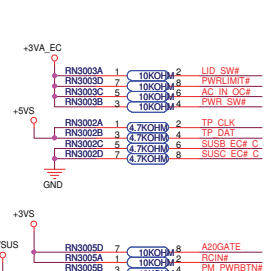 +3VA_EC
RN3003A 1 10KOHM 2 LID_SW#
RN3003D 7 10KOHM 8 PWRLIMIT#
RN3003C 5 10KOHM 6 AC_IN_OC#
RN3003B 3 10KOHM 4 PWR_SW#
+5VS
RN3002A 1 4.7KOHM 2 TP_CLK
RN3002B 3 4.7KOHM 4 TP_DAT
RN3002C 5 4.7KOHM 6 SUSB_EC#_C
RN3002D 7 4.7KOHM 8 SUSC_EC#_C
GND
+3VS
RN3005D 7 10KOHM 8 A20GATE
RN3005A 1 10KOHM 2 RCIN#
RN3005B 3 4 PM_PWRBTN#